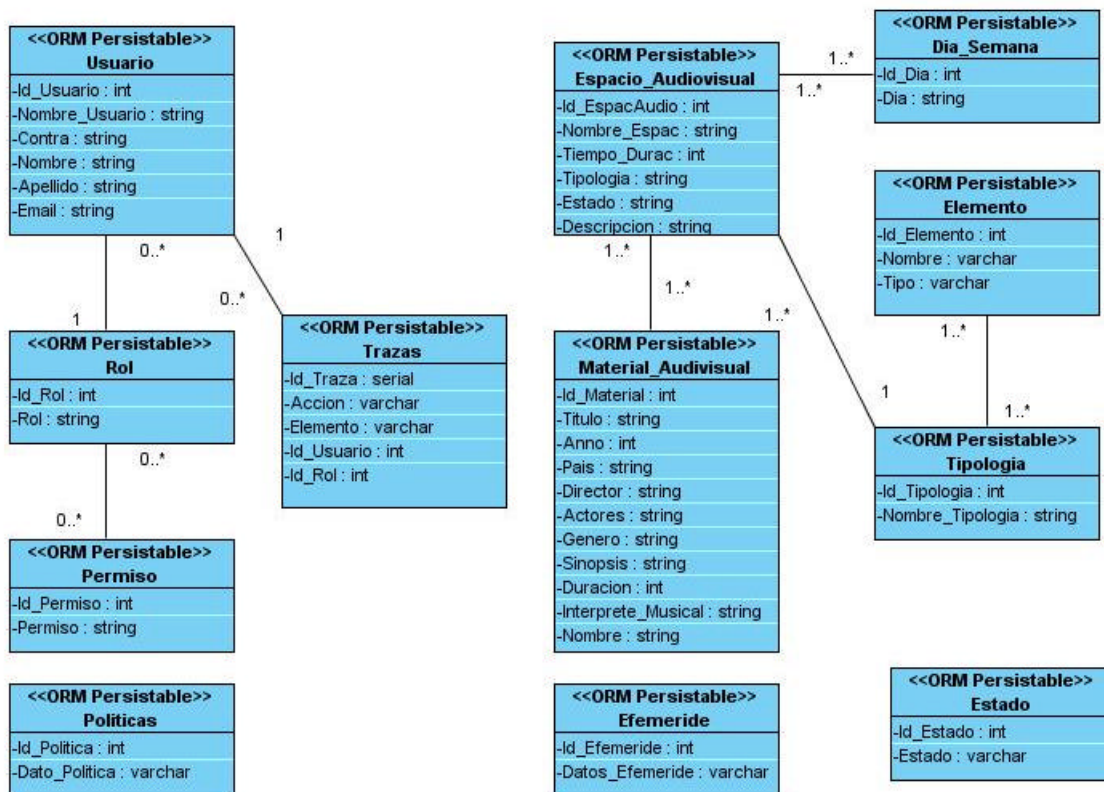 <<ORM Persistable>>
Usuario
-Id_Usuario : int
-Nombre_Usuario : string
-Contra : string
-Nombre : string
-Apellido : string
-Email : string
0..*
1
1
0..*
<<ORM Persistable>>
Rol
-Id_Rol : int
-Rol : string
0..*
0..*
<<ORM Persistable>>
Trazas
-Id_Traza : serial
-Accion : varchar
-Elemento : varchar
-Id_Usuario : int
-Id_Rol : int
<<ORM Persistable>>
Permiso
-Id_Permiso : int
-Permiso : string
<<ORM Persistable>>
Politicas
-Id_Politica : int
-Dato_Politica : varchar
<<ORM Persistable>>
Espacio_Audiovisual
-Id_EspacAudio : int
-Nombre_Espac : string
-Tiempo_Durac : int
-Tipologia : string
-Estado : string
-Descripcion : string
1..*
1..*
1..*
1..*
1..*
1
<<ORM Persistable>>
Material_Audivisual
-Id_Material : int
-Titulo : string
-Anno : int
-Pais : string
-Director : string
-Actores : string
-Genero : string
-Sinopsis : string
-Duracion : int
-Interprete_Musical : string
-Nombre : string
<<ORM Persistable>>
Efemeride
-Id_Efemeride : int
-Datos_Efemeride : varchar
<<ORM Persistable>>
Dia_Semana
-Id_Dia : int
-Dia : string
<<ORM Persistable>>
Elemento
-Id_Elemento : int
-Nombre : varchar
-Tipo : varchar
1..*
1..*
<<ORM Persistable>>
Tipologia
-Id_Tipologia : int
-Nombre_Tipologia : string
<<ORM Persistable>>
Estado
-Id_Estado : int
-Estado : varchar